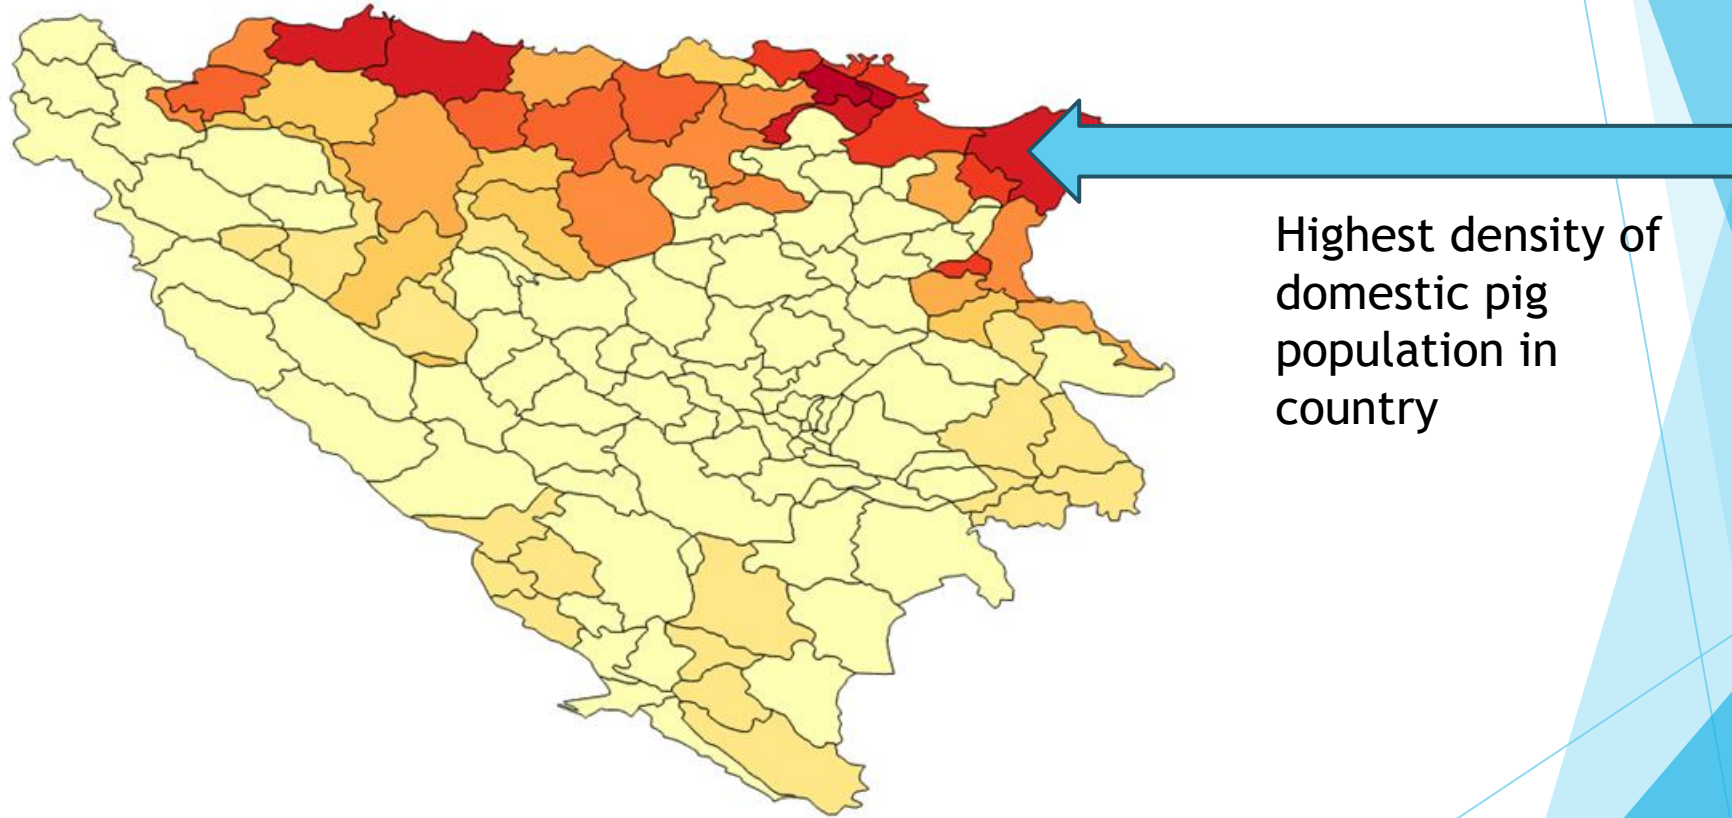 Highest density of
domestic pig
population in
country